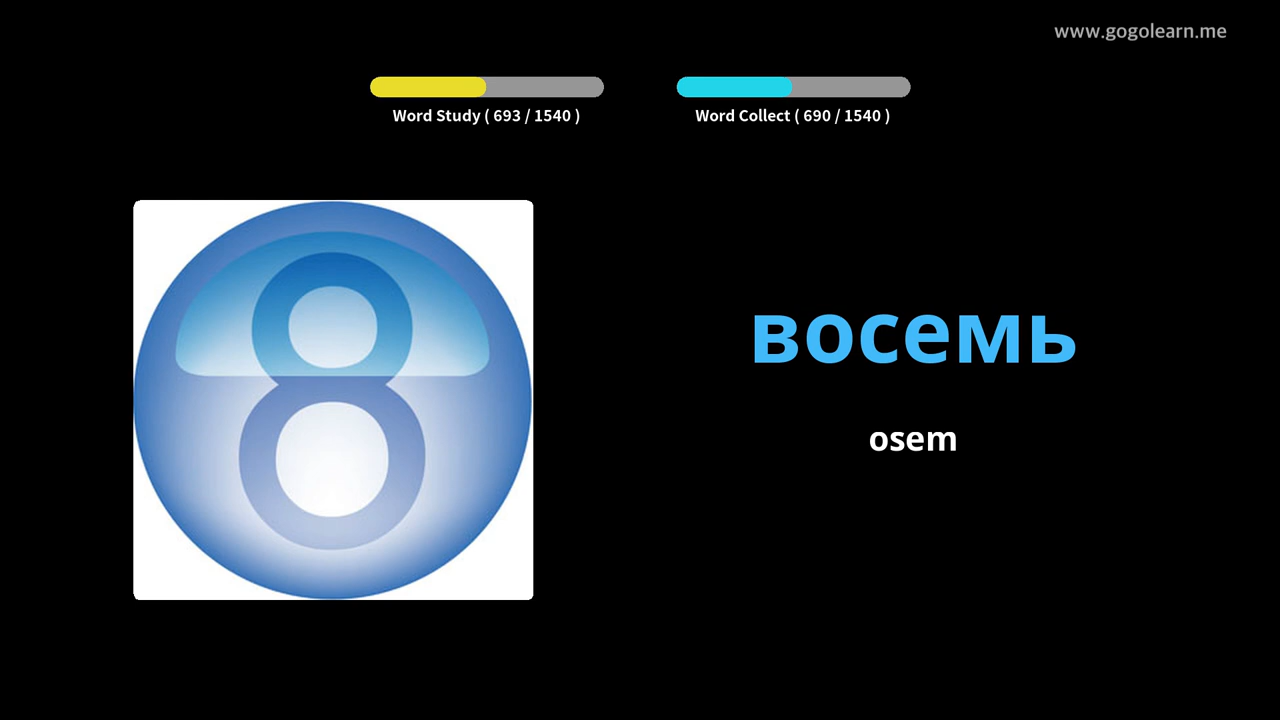 www.gogolearn.me
Word Study ( 693 / 1540 )
Word Collect ( 690 / 1540 )
8
восемь
osem